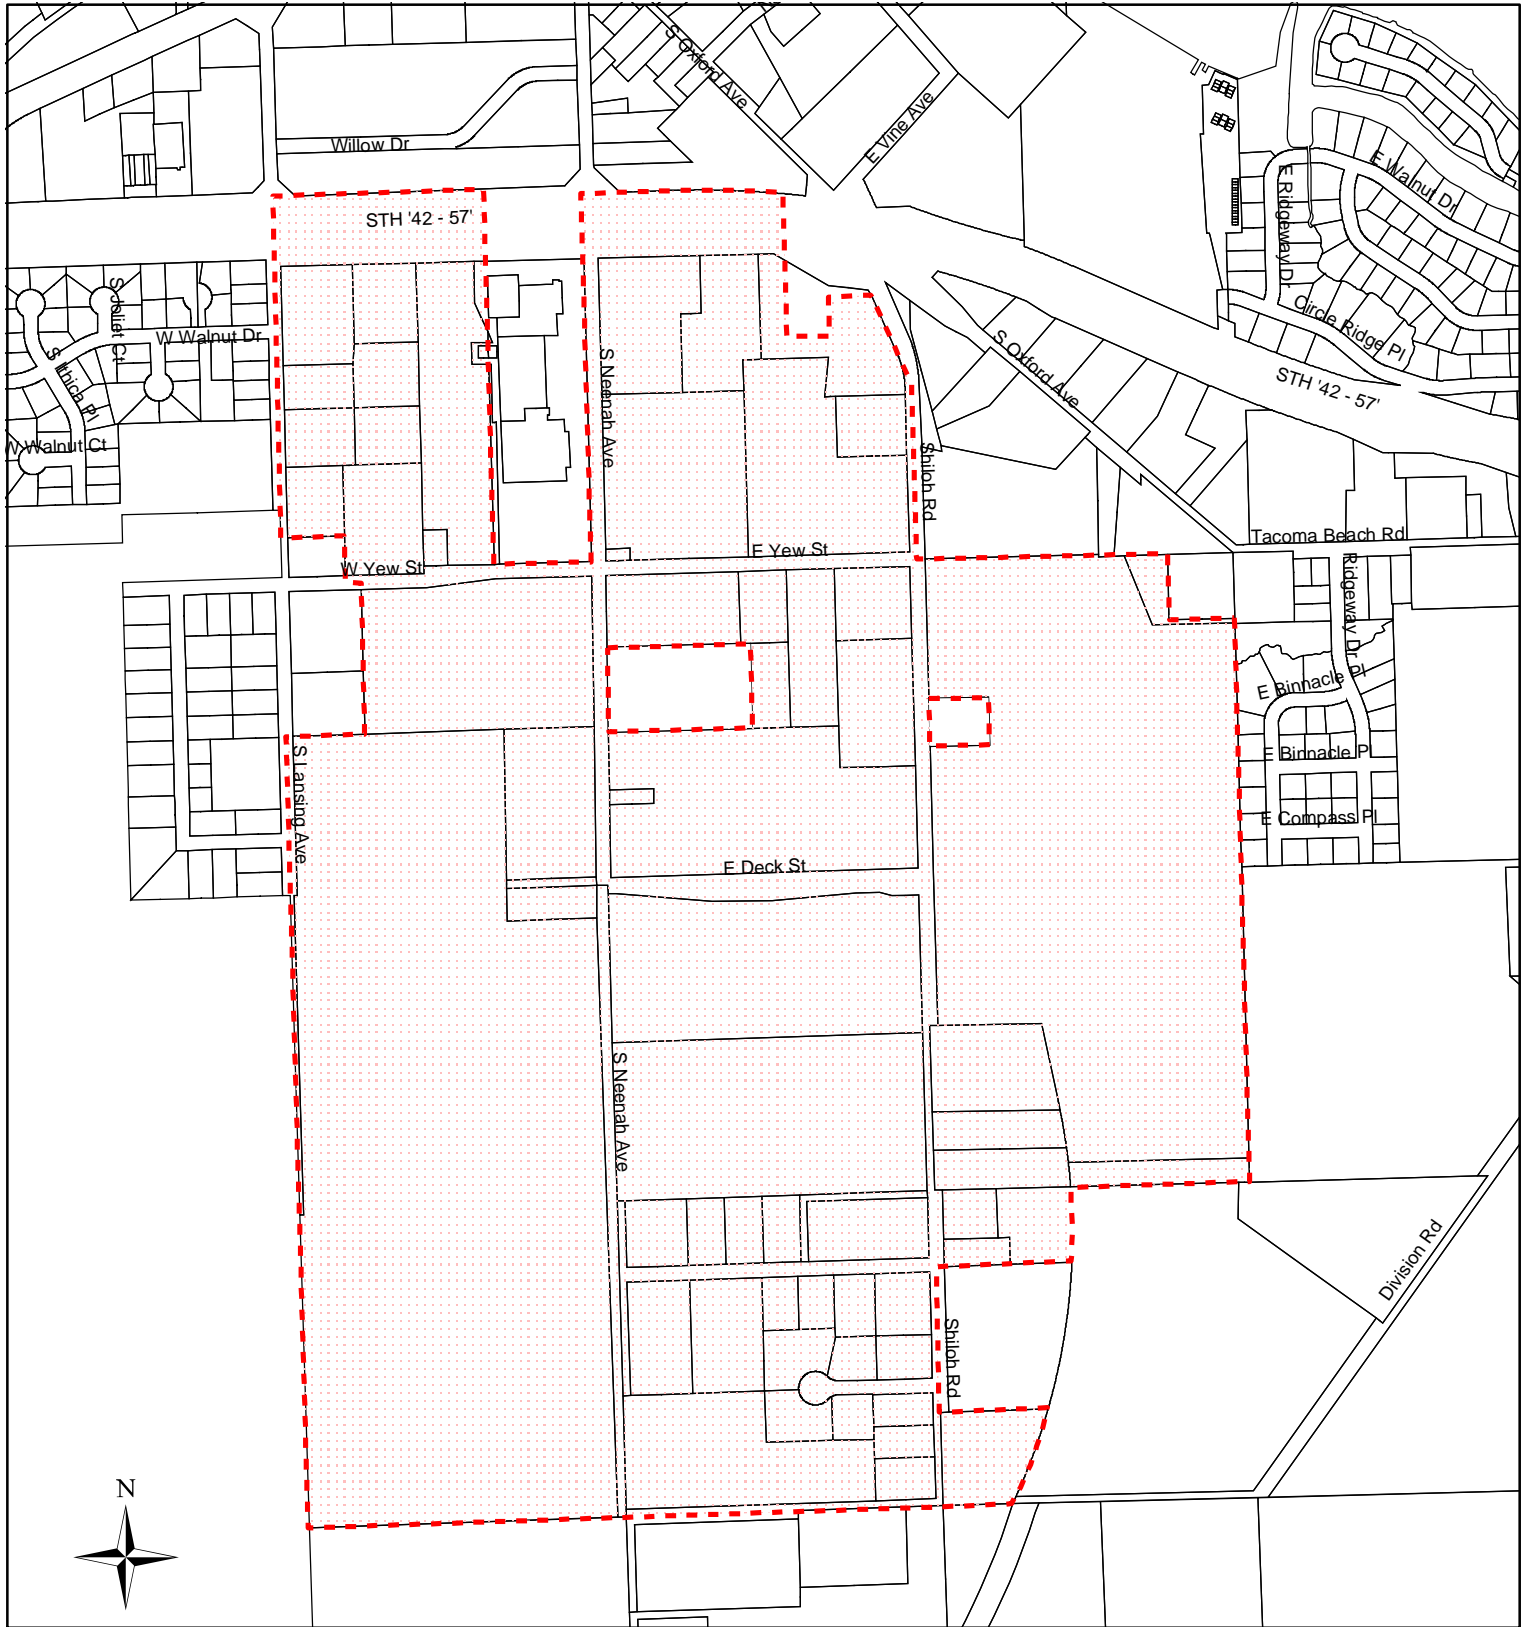 S Oxford Ave
Willow Dr
E Vine Ave
E Walnut Dr
E Ridgeway Dr
STH '42 - 57'
S Joliet Ct
W Walnut Dr
Circle Ridge Pl
S Ithica Pl
S Neenah Ave
S Oxford Ave
STH '42 - 57'
W Walnut Ct
Shiloh Rd
Tacoma Beach Rd
E Yew St
W Yew St
Ridgeway Dr
E Binnacle Pl
S Lansing Ave
E Binnacle Pl
E Compass Pl
E Deck St
S Neenah Ave
Division Rd
Shiloh Rd
N